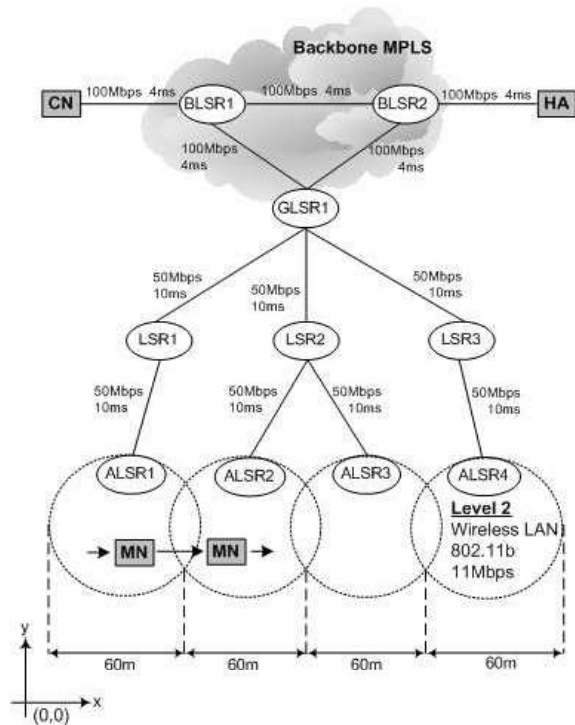 Backbone MPLS
CN
100Mbps 4ms
BLSR1
100Mbps 4ms
BLSR2
100Mbps 4ms
HA
100Mbps
4ms
100Mbps
4ms
GLSR1
50Mbps
10ms
50Mbps
10ms
50Mbps
10ms
LSR1
LSR2
LSR3
50Mbps
10ms
50Mbps
10ms
50Mbps
10ms
50Mbps
10ms
ALSR1
ALSR2
ALSR3
ALSR4
Level 2
Wireless LAN
802.11b
11Mbps
MN
MN
60m
60m
60m
60m
y
x
(0,0)